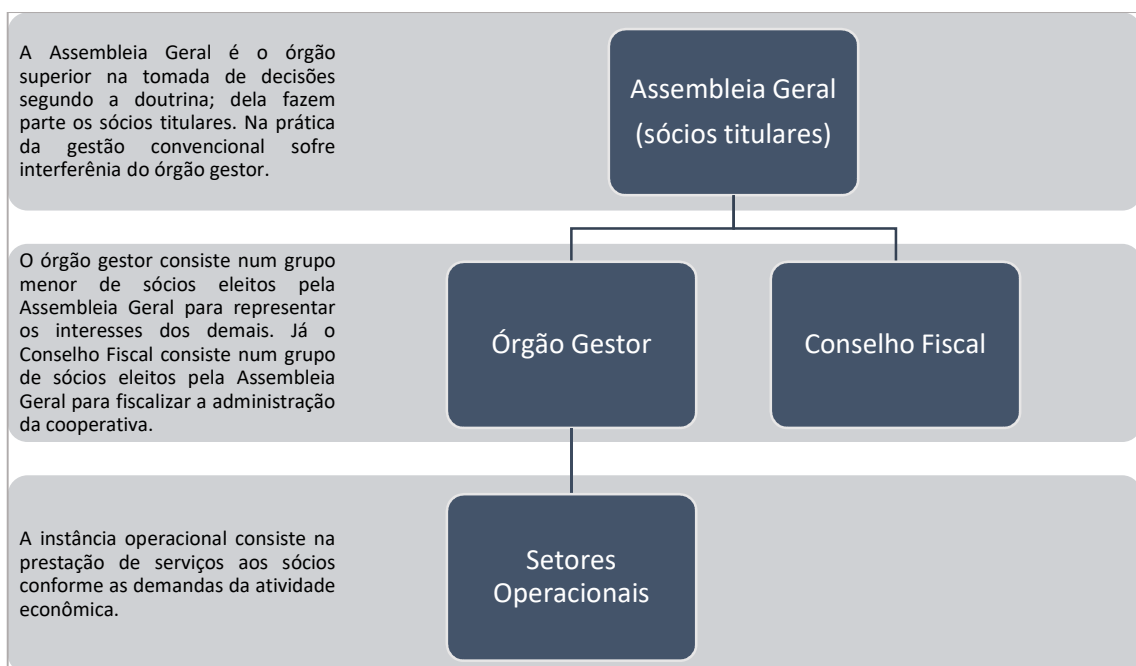 A Assembleia Geral é o órgão
superior na tomada de decisões
segundo a doutrina; dela fazem
parte os sócios titulares. Na prática
da gestão convencional sofre
interferênia do órgão gestor.
Assembleia Geral
(sócios titulares)
O órgão gestor consiste num grupo
menor de sócios eleitos pela
Assembleia Geral para representar
os interesses dos demais. Já o
Conselho Fiscal consiste num grupo
de sócios eleitos pela Assembleia
Geral para fiscalizar a administração
da cooperativa.
Órgão Gestor
Conselho Fiscal
A instância operacional consiste na
prestação de serviços aos sócios
conforme as demandas da atividade
econômica.
Setores
Operacionais